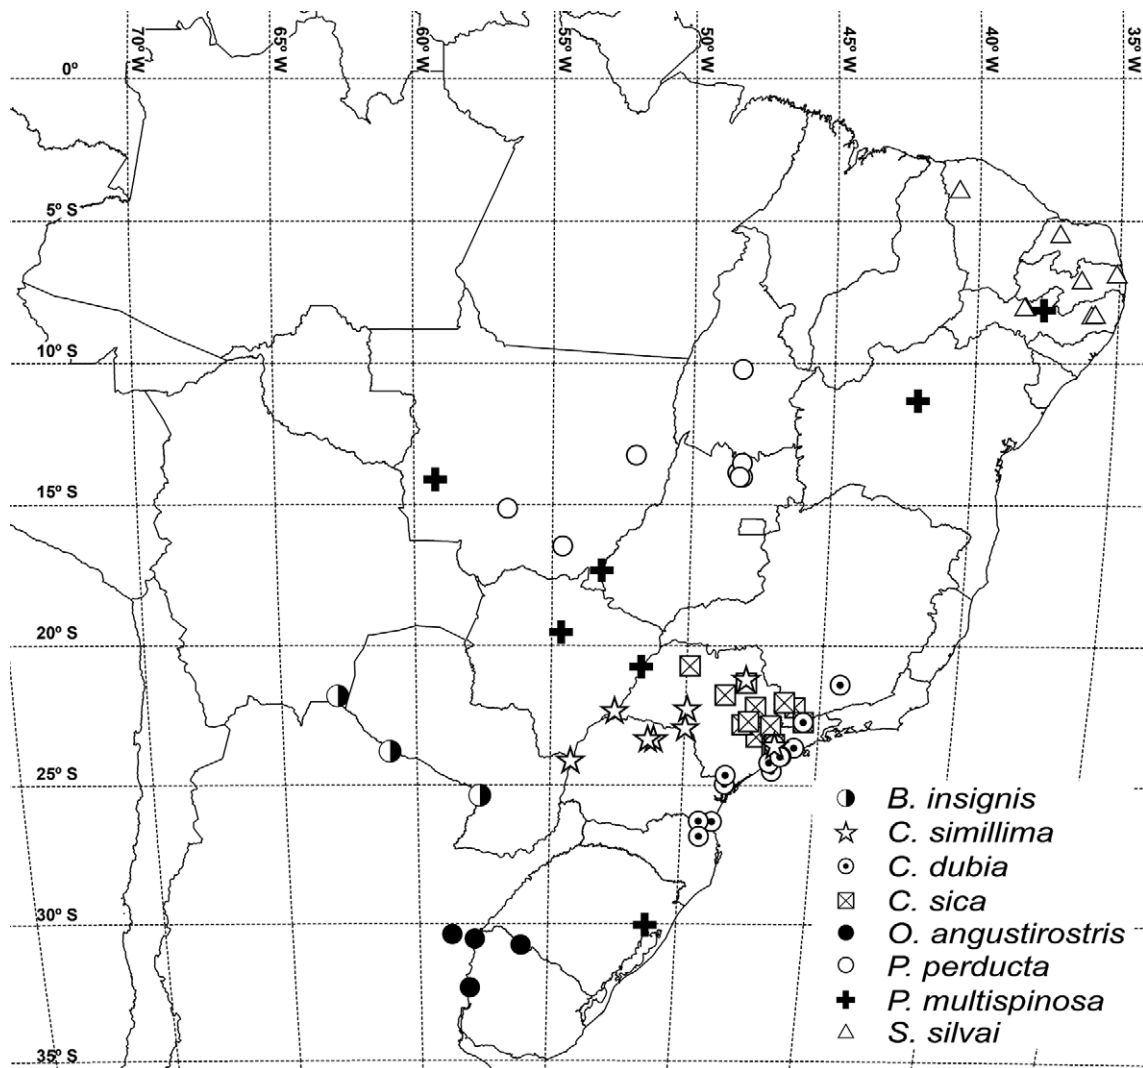 70º W
65º W
60º W
55º W
50º W
45º W
40º W
35º W
0º
5º S
10º S
15º S
20º S
25º S
30º S
35º S
B. insignis
C. simillima
C. dubia
C. sica
O. angustirostris
P. perducta
P. multispinosa
S. silvai